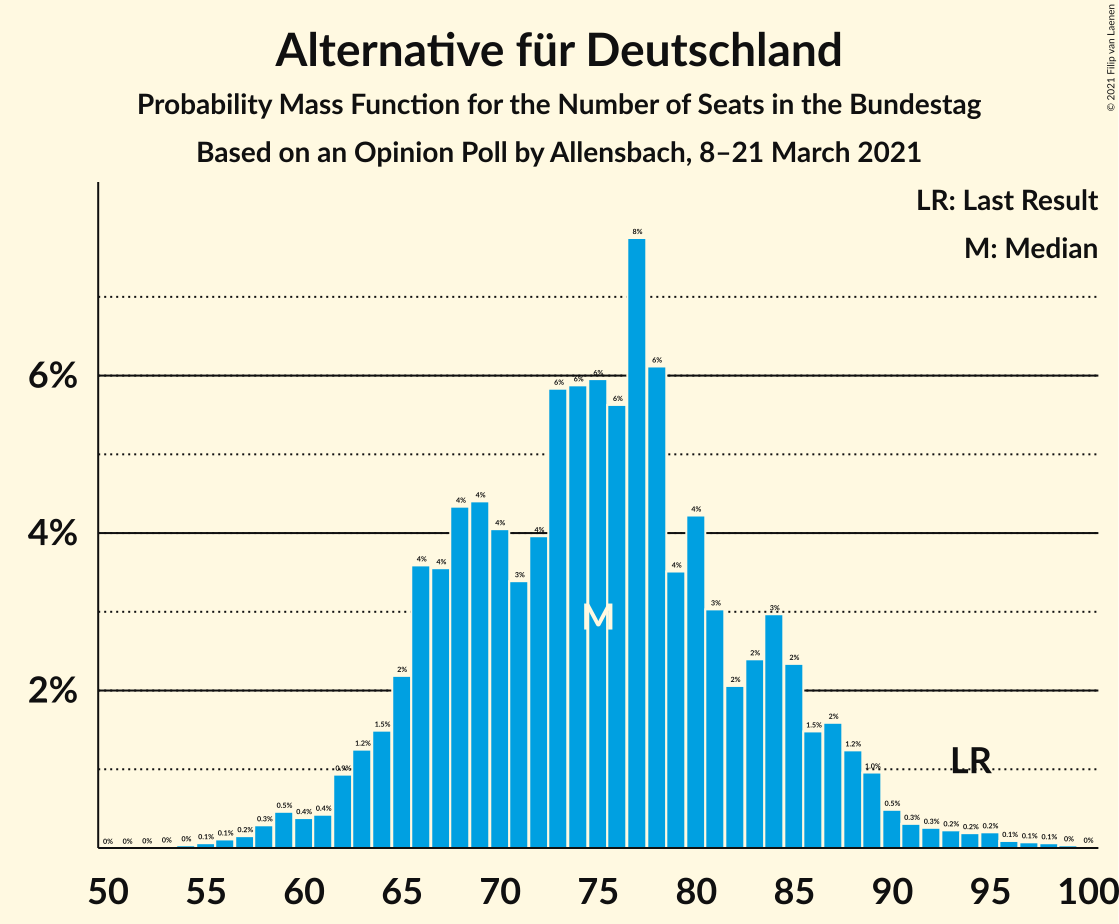 Alternative für Deutschland
Probability Mass Function for the Number of Seats in the Bundestag
Based on an Opinion Poll by Allensbach, 8–21 March 2021
© 2021 Filip van Laenen
LR: Last Result
M: Median
8%
6%
6% 6% 6% 6% 6%
4% 4% 4% 4% 4%
4%
4% 4% 3% 4% 3% 3%
M
2%
2% 2% 2% 2%
LR
1.5% 1.5% 2%
0.9% 1.2% 1.2% 1.0%
0% 0% 0% 0% 0% 0.1% 0.1% 0.2% 0.3% 0.5% 0.4% 0.4% 0.5% 0.3% 0.3% 0.2% 0.2% 0.2% 0.1% 0.1% 0.1% 0% 0%
50 55 60 65 70 75 80 85 90 95 100